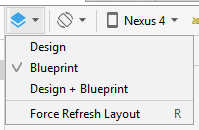 Nexus 4
Design
Blueprint
Design + Blueprint
Force Refresh Layout R